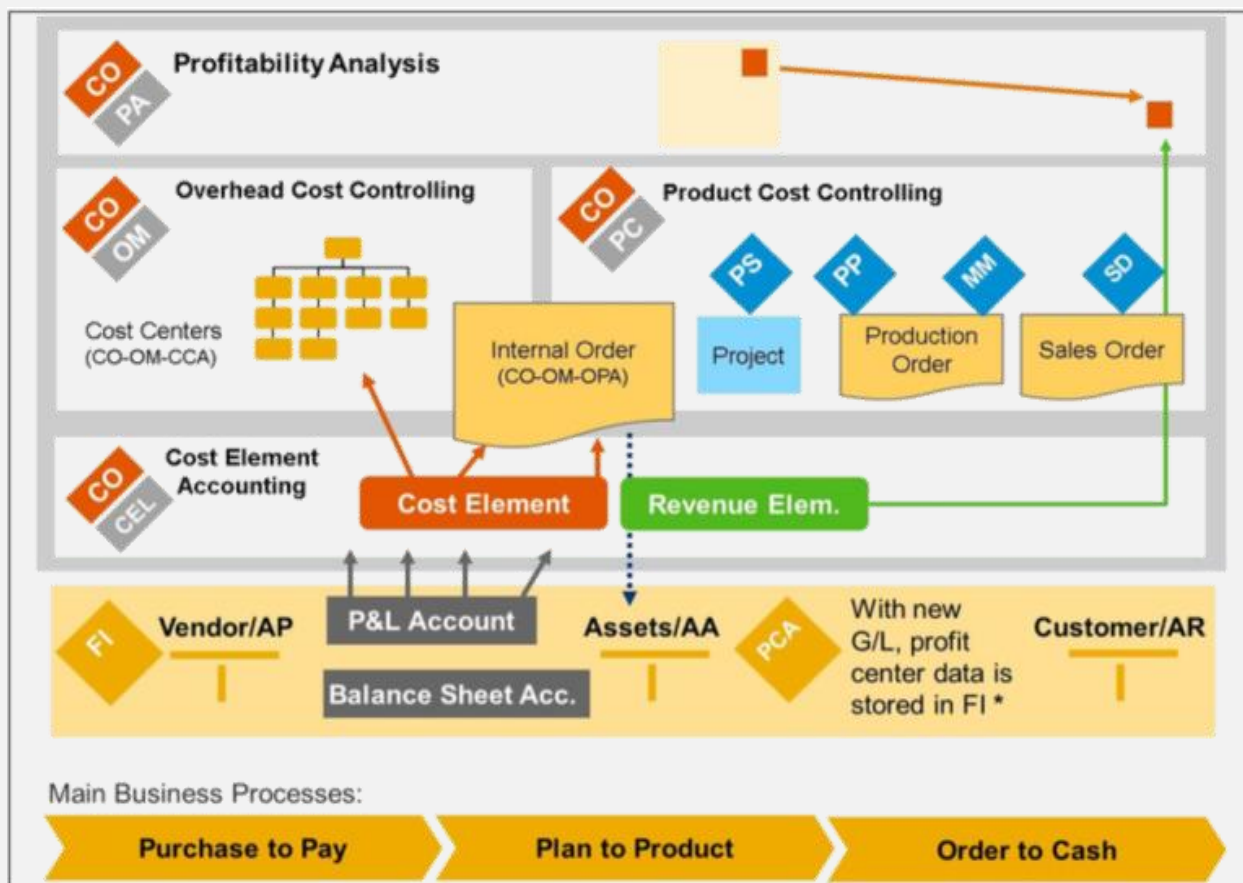 CO
PA
Profitability Analysis
CO
OM
Overhead Cost Controlling
Cost Centers
(CO-OM-CCA)
Internal Order
(CO-OM-OPA)
CO
PC
Product Cost Controlling
PS
PP
MM
SD
Project
Production
Order
Sales Order
CO
CEL
Cost Element
Accounting
Cost Element
Revenue Elem.
FI
Vendor/AP
P&L Account
Balance Sheet Acc.
Assets/AA
PCA
With new
G/L, profit
center data is
stored in FI *
Customer/AR
Main Business Processes:
Purchase to Pay
Plan to Product
Order to Cash